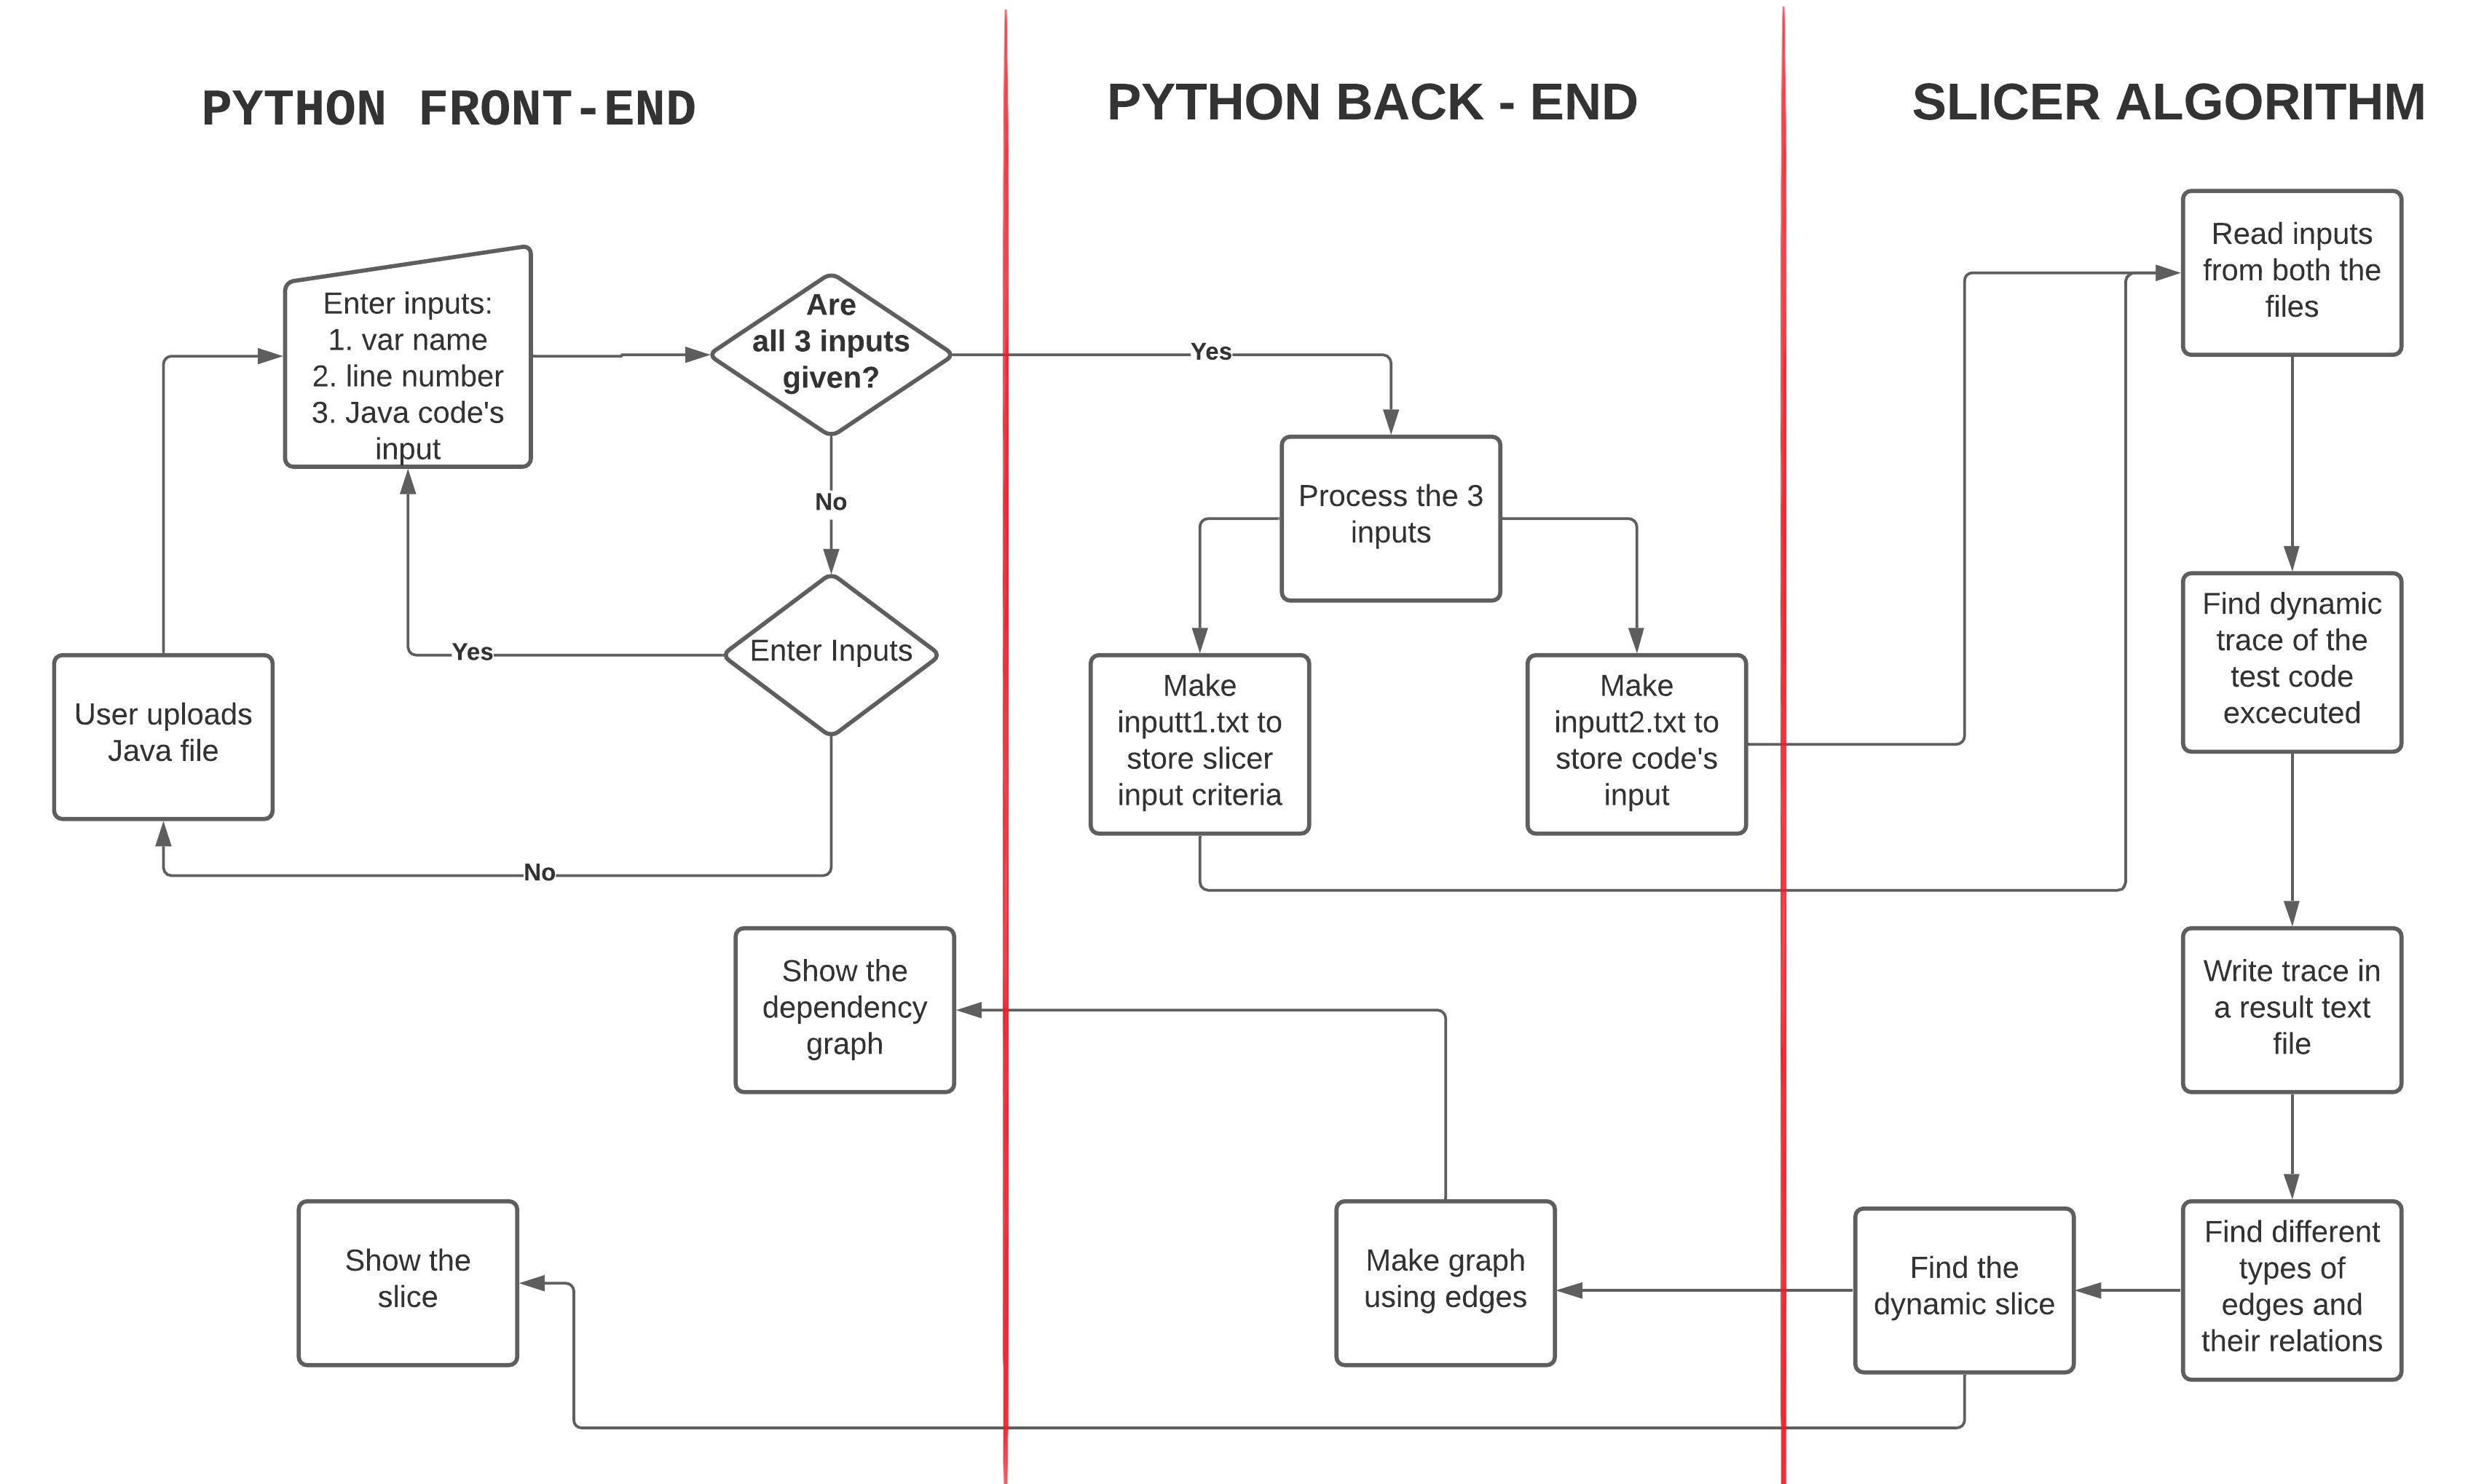 PYTHON FRONT-END
PYTHON BACK - END
SLICER ALGORITHM
Enter inputs:
1. var name
2. line number
3. Java code's
input
Are
all 3 inputs
given?
Yes
No
Enter Inputs
Yes
No
User uploads
Java file
Process the 3
inputs
Make
inputt1.txt to
store slicer
input criteria
Make
inputt2.txt to
store code's
input
Read inputs
from both the
files
Find dynamic
trace of the
test code
excecuted
Write trace in
a result text
file
Find different
types of
edges and
their relations
Find the
dynamic slice
Make graph
using edges
Show the
dependency
graph
Show the
slice